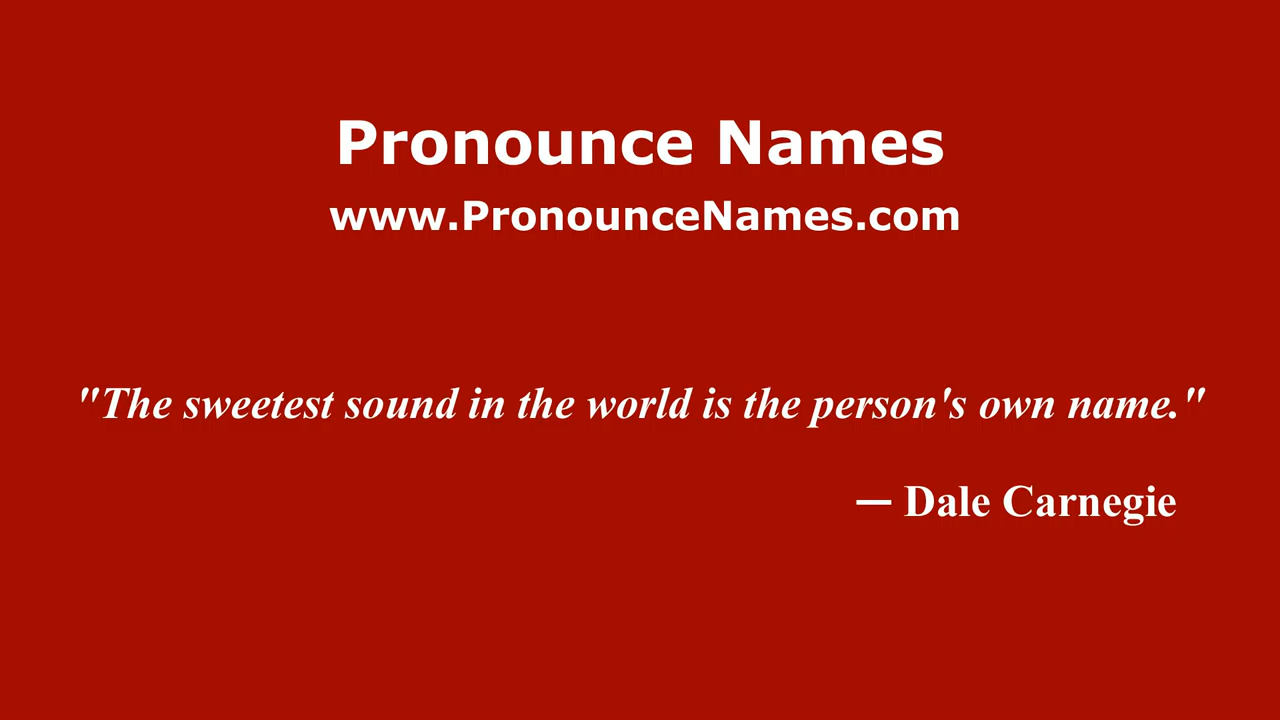 Pronounce Names
www.PronounceNames.com
"The sweetest sound in the world is the person's own name."
— Dale Carnegie